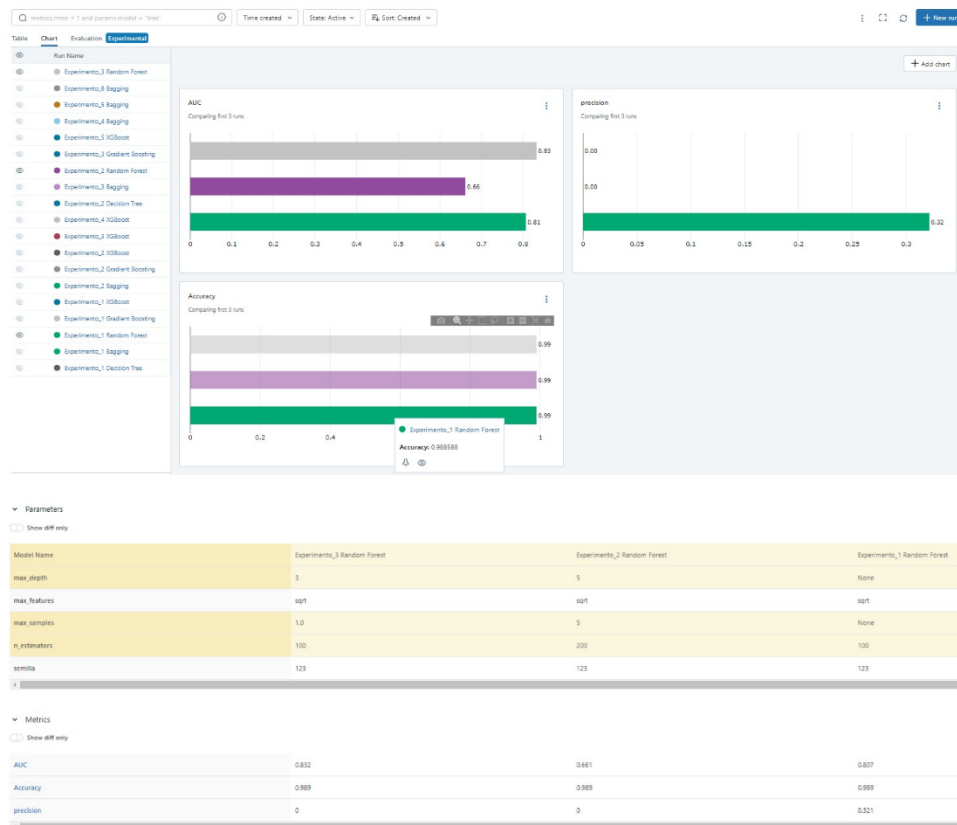 metrics.rmse < 1 and params.model = "tree"
Time created
State: Active
Sort: Created
+ New run
Table Chart Evaluation Experimental
Run Name
Experimento_3 Random Forest
Experimento_6 Bagging
Experimento_5 Bagging
Experimento_4 Bagging
Experimento_5 XGBoost
Experimento_3 Gradient Boosting
Experimento_2 Random Forest
Experimento_3 Bagging
Experimento_2 Decision Tree
Experimento_4 XGBoost
Experimento_3 XGBoost
Experimento_2 XGBoost
Experimento_2 Gradient Boosting
Experimento_2 Bagging
Experimento_1 XGBoost
Experimento_1 Gradient Boosting
Experimento_1 Random Forest
Experimento_1 Bagging
Experimento_1 Decision Tree
+ Add chart
AUC
Comparing first 3 runs
0.83
0.66
0.81
0 0.1 0.2 0.3 0.4 0.5 0.6 0.7 0.8
precision
Comparing first 3 runs
0.00
0.00
0.32
0 0.05 0.1 0.15 0.2 0.25 0.3
Accuracy
Comparing first 3 runs
0.99
0.99
0.99
0 0.2 0.4 1
Experimento_1 Random Forest
Accuracy: 0.988588
Parameters
Show diff only
Model Name Experimento_3 Random Forest Experimento_2 Random Forest Experimento_1 Random Forest
max_depth 3 5 None
max_features sqrt sqrt sqrt
max_samples 1.0 5 None
n_estimators 100 200 100
semilla 123 123 123
Metrics
Show diff only
AUC 0.832 0.661 0.807
Accuracy 0.989 0.989 0.989
precision 0 0 0.321